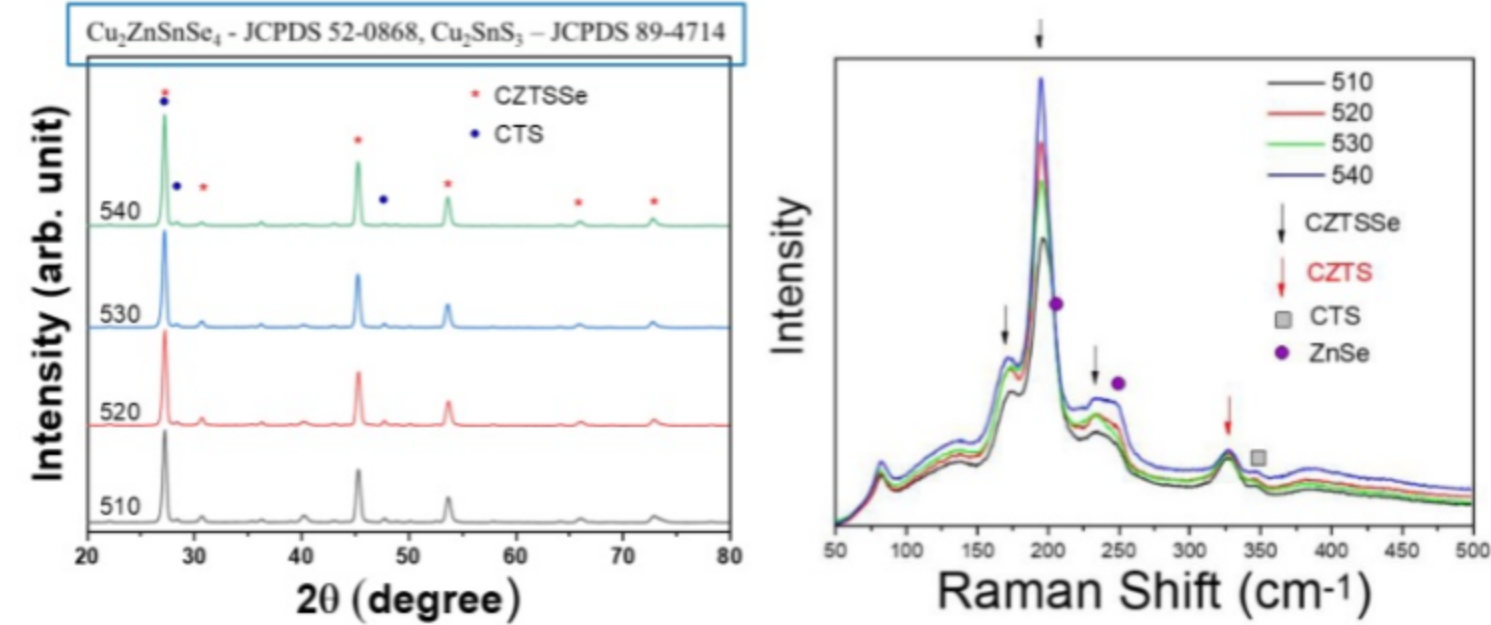 Cu₂ZnSnSe₄ - JCPDS 52-0868, Cu₂SnS₃ – JCPDS 89-4714
Intensity (arb. unit)
* CZTSSe
• CTS
540
530
520
510
20 30 40 50 60 70 80
2θ (degree)
Intensity
510
520
530
540
CZTSSe
CZTS
CTS
ZnSe
50 100 150 200 250 300 350 400 450 500
Raman Shift (cm-1)